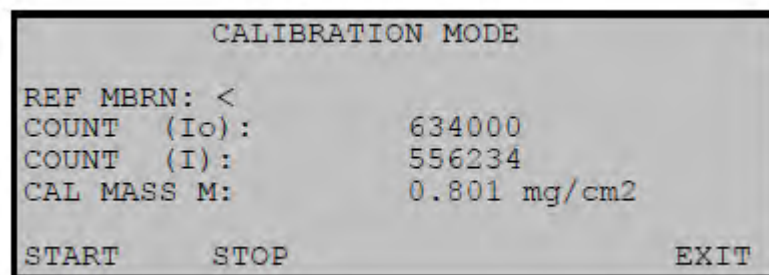 CALIBRATION MODE
REF MBRN: <
COUNT (Io): 634000
COUNT (I): 556234
CAL MASS M: 0.801 mg/cm2
START STOP EXIT